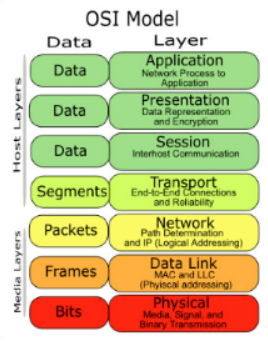 OSI Model
Data Layer
Host Layers
Data Application
Network Process to
Application
Data Presentation
Data Representation
and Encryption
Data Session
Interhost Communication
Segments Transport
End-to-End Connections
and Reliability
Media Layers
Packets Network
Path Determination
and IP (Logical Addressing)
Frames Data Link
MAC and LLC
(Phyiscal addressing)
Bits Physical
Media, Signal, and
Binary Transmission